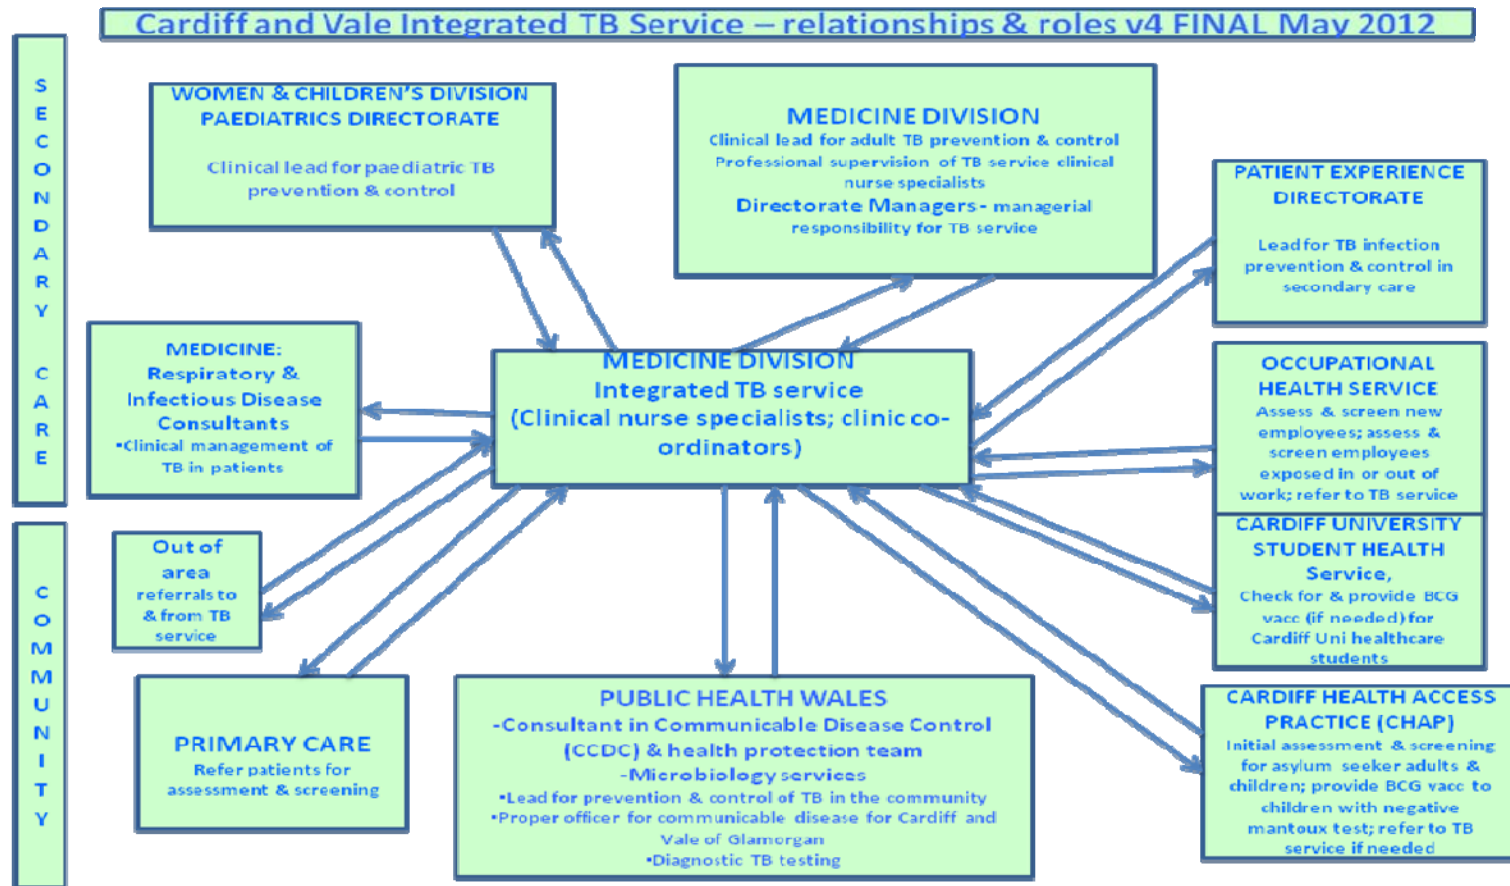 Cardiff and Vale Integrated TB Service – relationships & roles v4 FINAL May 2012
SECONDARY CARE
COMMUNITY
WOMEN & CHILDREN'S DIVISION
PAEDIATRICS DIRECTORATE
Clinical lead for paediatric TB
prevention & control
MEDICINE DIVISION
Clinical lead for adult TB prevention & control
Professional supervision of TB service clinical
nurse specialists
Directorate Managers - managerial
responsibility for TB service
PATIENT EXPERIENCE
DIRECTORATE
Lead for TB infection
prevention & control in
secondary care
MEDICINE:
Respiratory &
Infectious Disease
Consultants
•Clinical management of
TB in patients
MEDICINE DIVISION
Integrated TB service
(Clinical nurse specialists; clinic co-
ordinators)
OCCUPATIONAL
HEALTH SERVICE
Assess & screen new
employees; assess &
screen employees
exposed in or out of
work; refer to TB service
CARDIFF UNIVERSITY
STUDENT HEALTH
Service,
Check for & provide BCG
vacc (if needed) for
Cardiff Uni healthcare
students
Out of
area
referrals to
& from TB
service
PRIMARY CARE
Refer patients for
assessment & screening
PUBLIC HEALTH WALES
-Consultant in Communicable Disease Control
(CCDC) & health protection team
-Microbiology services
•Lead for prevention & control of TB in the community
•Proper officer for communicable disease for Cardiff and
Vale of Glamorgan
•Diagnostic TB testing
CARDIFF HEALTH ACCESS
PRACTICE (CHAP)
Initial assessment & screening
for asylum seeker adults &
children; provide BCG vacc to
children with negative
mantoux test; refer to TB
service if needed